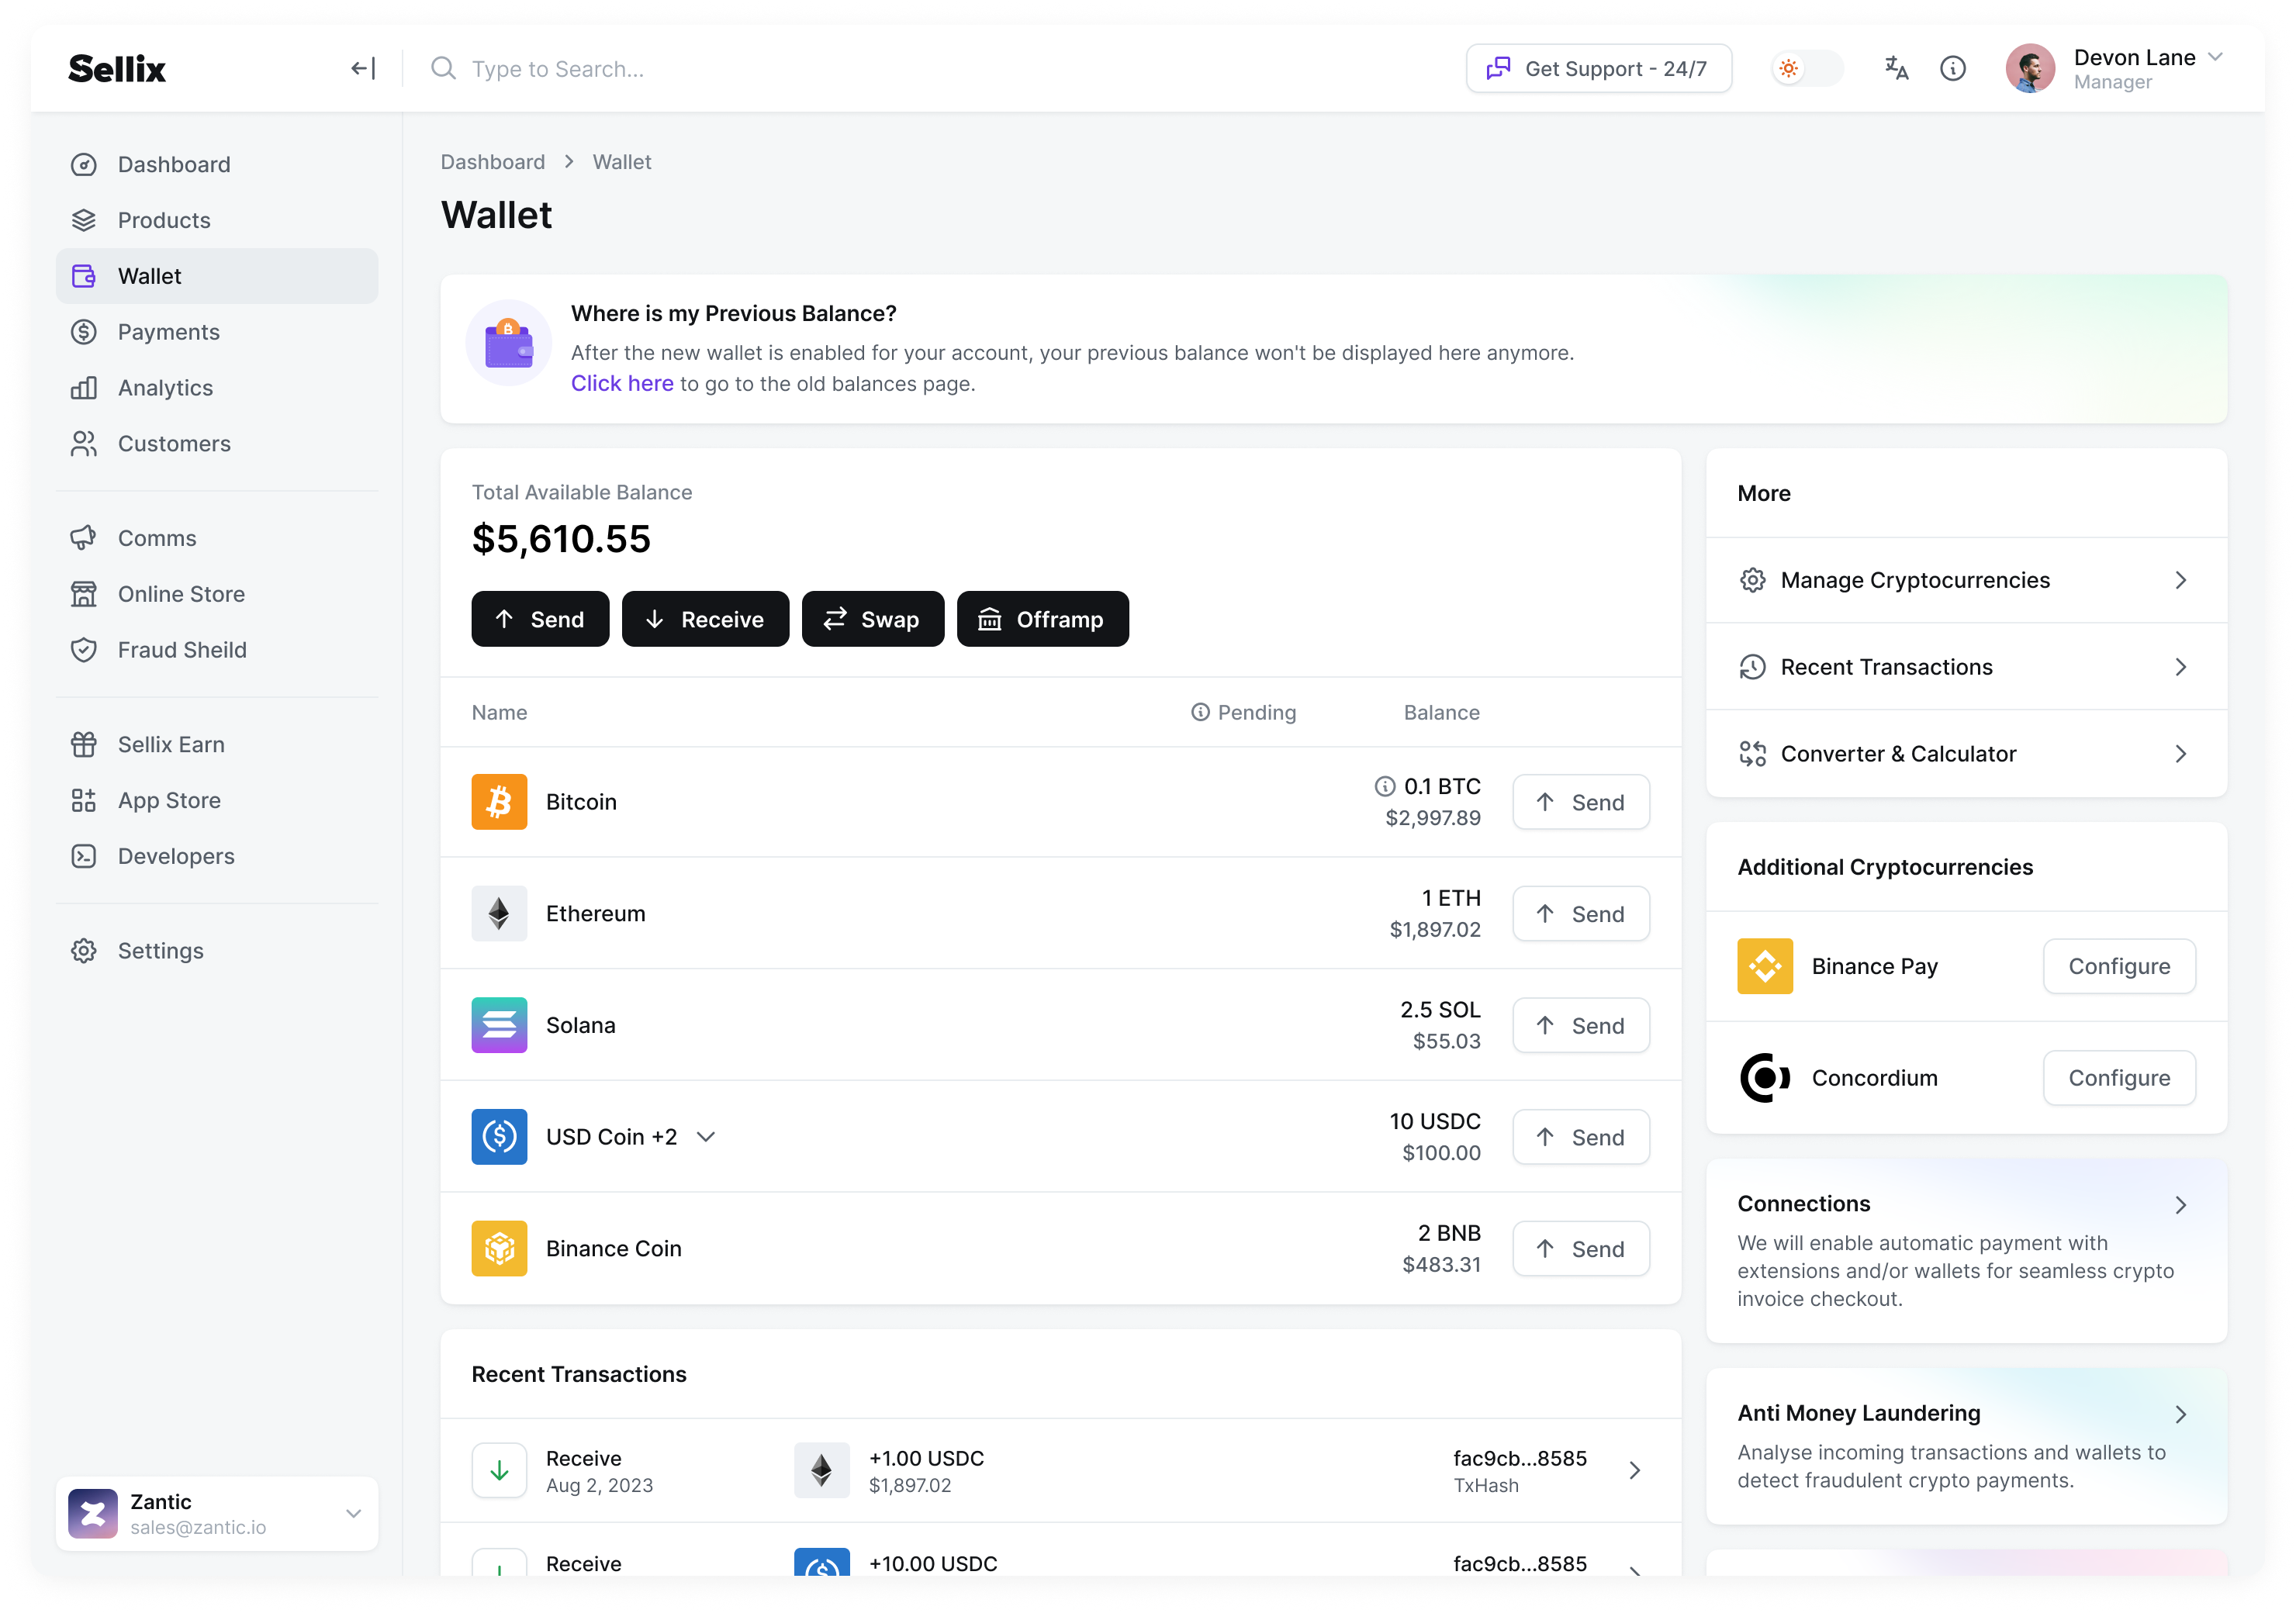 Sellix
Type to Search...
Get Support - 24/7
Devon Lane
Manager
Dashboard
Products
Wallet
Payments
Analytics
Customers
Comms
Online Store
Fraud Sheild
Sellix Earn
App Store
Developers
Settings
Zantic
sales@zantic.io
Dashboard > Wallet
Wallet
Where is my Previous Balance?
After the new wallet is enabled for your account, your previous balance won't be displayed here anymore.
Click here to go to the old balances page.
Total Available Balance
$5,610.55
Send Receive Swap Offramp
Name Pending Balance
Bitcoin 0.1 BTC Send
$2,997.89
Ethereum 1 ETH Send
$1,897.02
Solana 2.5 SOL Send
$55.03
USD Coin +2 10 USDC Send
$100.00
Binance Coin 2 BNB Send
$483.31
Recent Transactions
Receive +1.00 USDC fac9cb...8585
Aug 2, 2023 $1,897.02 TxHash
Receive +10.00 USDC fac9cb...8585
More
Manage Cryptocurrencies
Recent Transactions
Converter & Calculator
Additional Cryptocurrencies
Binance Pay Configure
Concordium Configure
Connections
We will enable automatic payment with
extensions and/or wallets for seamless crypto
invoice checkout.
Anti Money Laundering
Analyse incoming transactions and wallets to
detect fraudulent crypto payments.